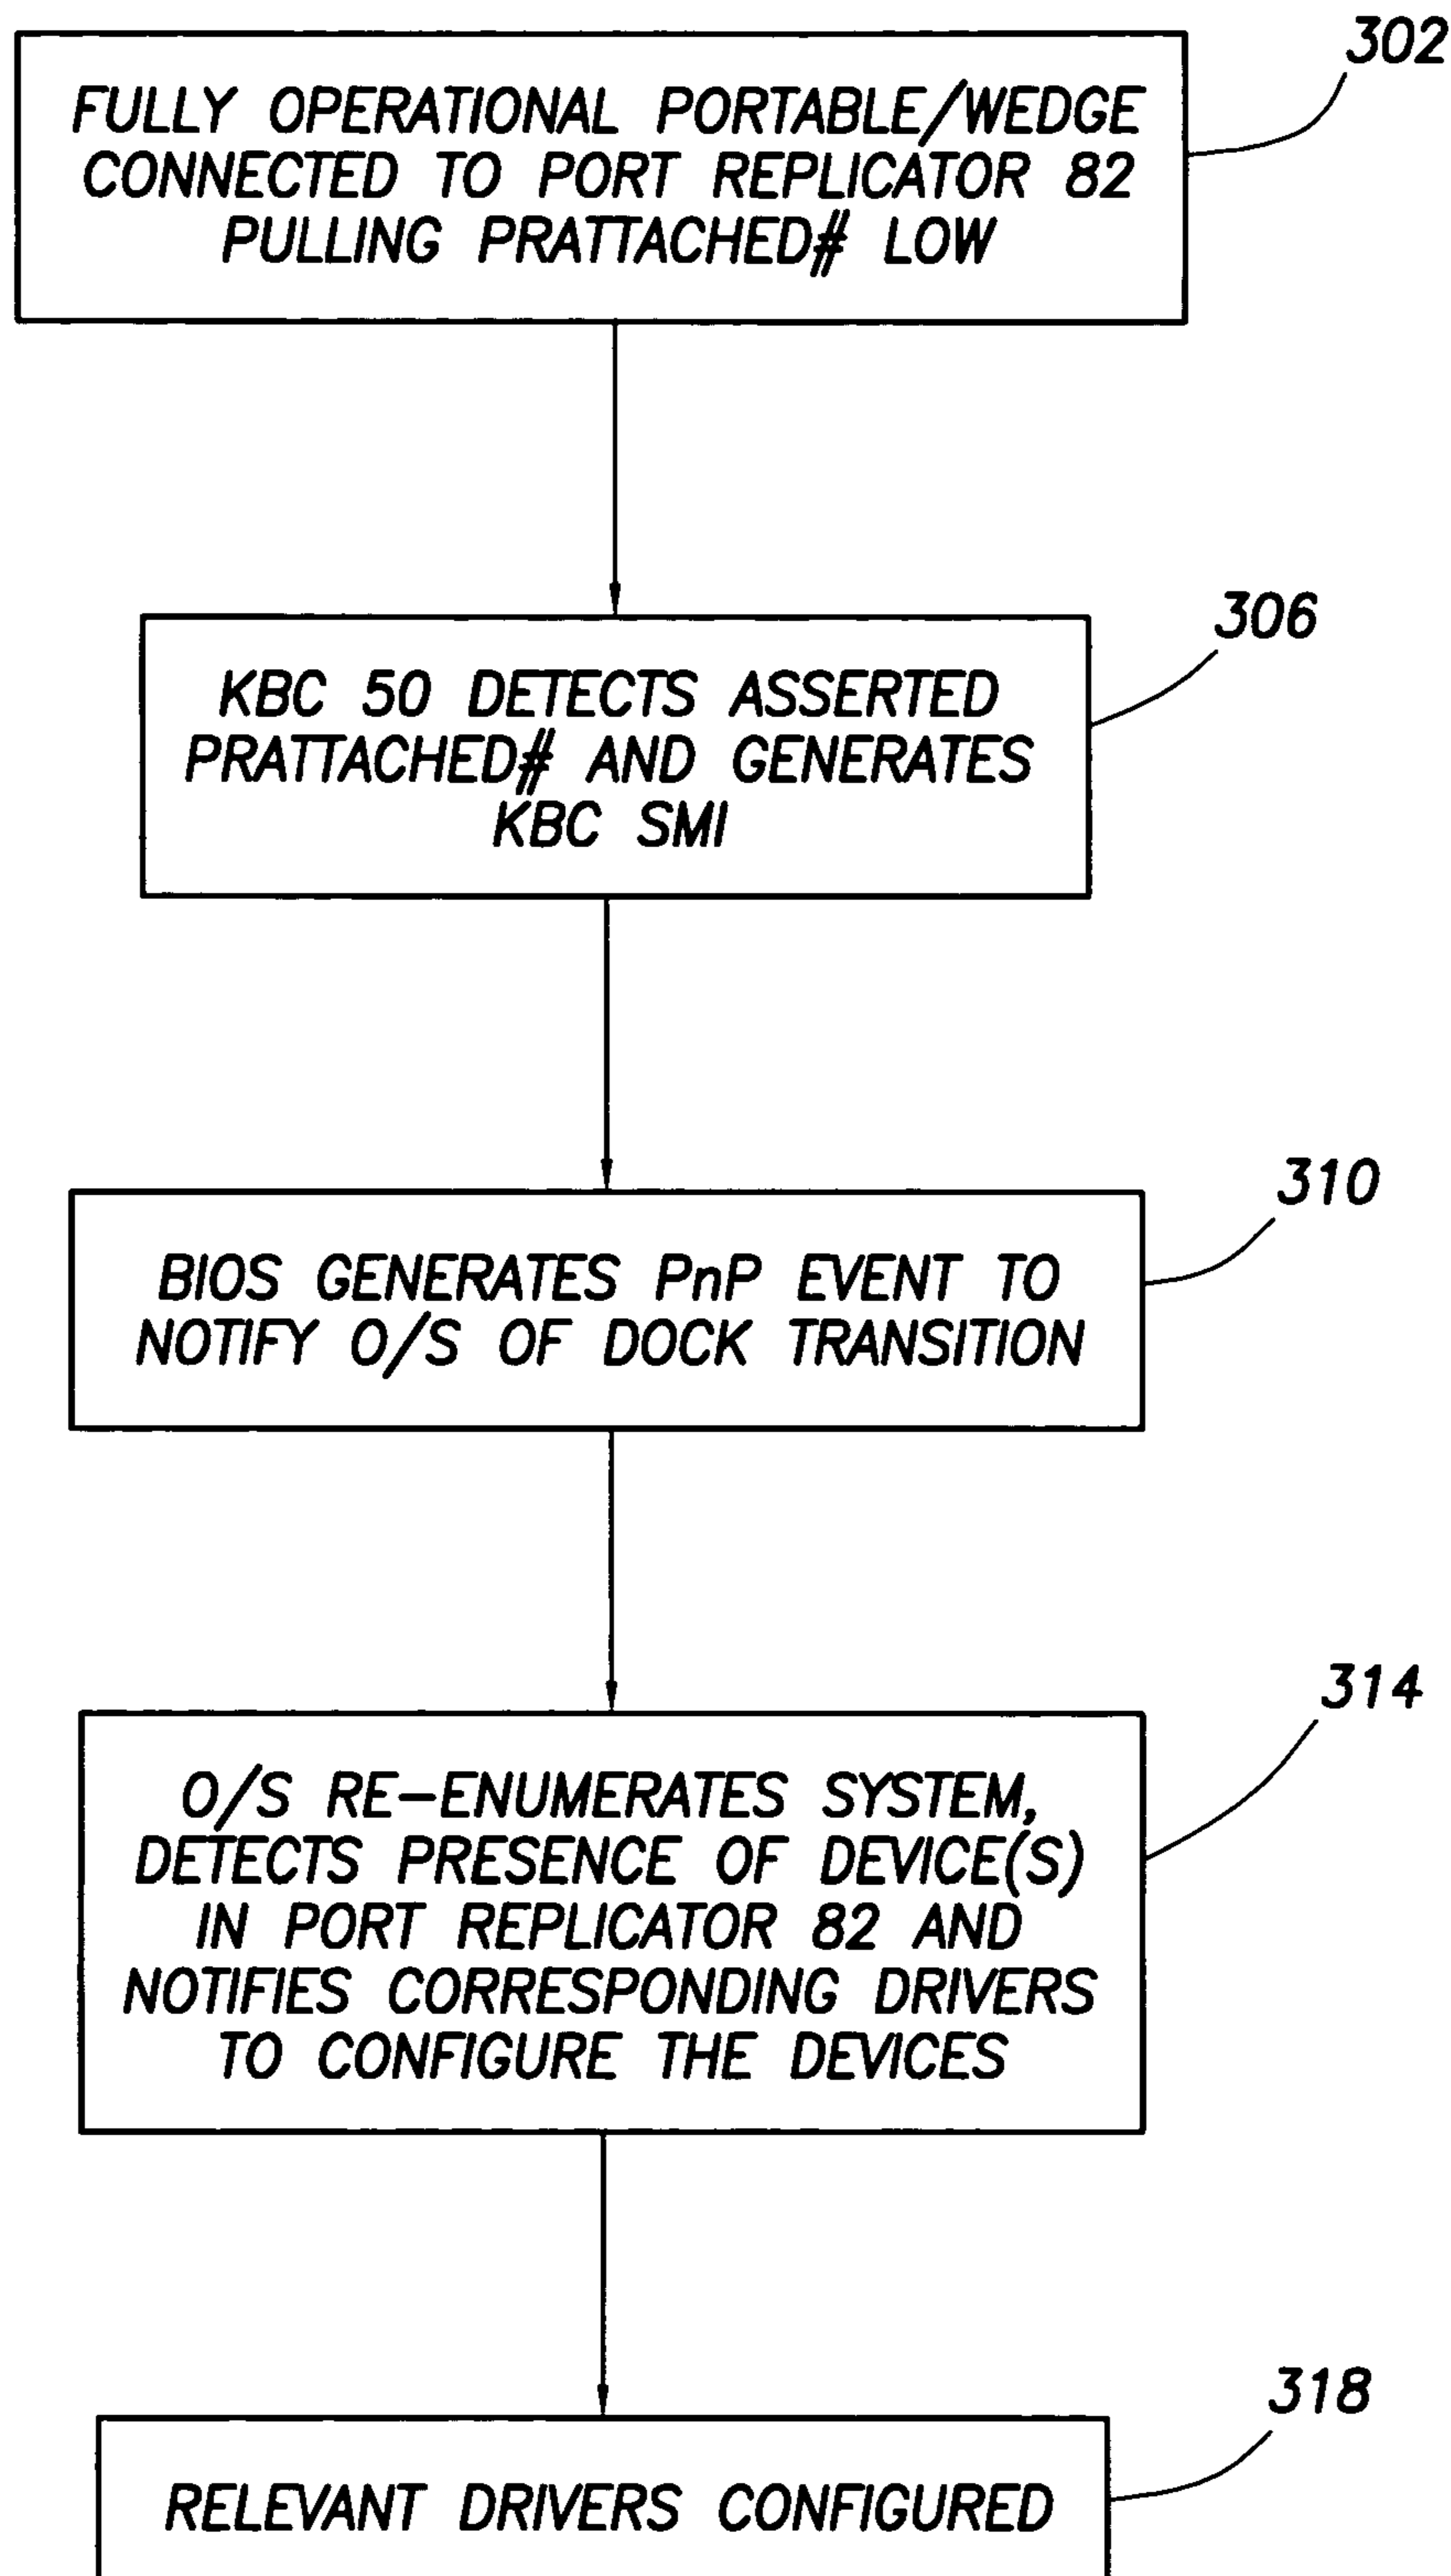 302
FULLY OPERATIONAL PORTABLE/WEDGE
CONNECTED TO PORT REPLICATOR 82
PULLING PRATTACHED# LOW
306
KBC 50 DETECTS ASSERTED
PRATTACHED# AND GENERATES
KBC SMI
310
BIOS GENERATES PnP EVENT TO
NOTIFY O/S OF DOCK TRANSITION
314
O/S RE-ENUMERATES SYSTEM,
DETECTS PRESENCE OF DEVICE(S)
IN PORT REPLICATOR 82 AND
NOTIFIES CORRESPONDING DRIVERS
TO CONFIGURE THE DEVICES
318
RELEVANT DRIVERS CONFIGURED